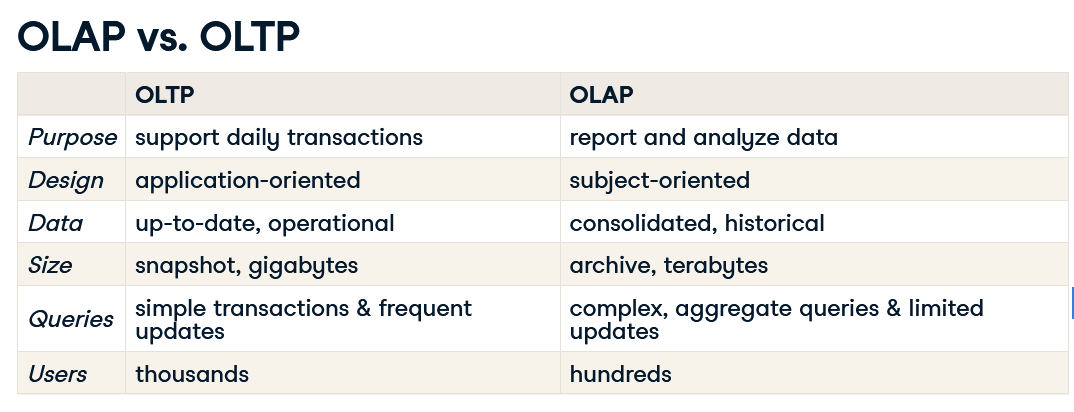 OLAP vs. OLTP
OLTP OLAP
Purpose support daily transactions report and analyze data
Design application-oriented subject-oriented
Data up-to-date, operational consolidated, historical
Size snapshot, gigabytes archive, terabytes
Queries simple transactions & frequent updates complex, aggregate queries & limited updates
Users thousands hundreds